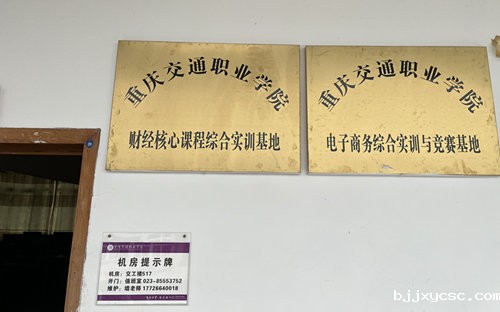 重庆交通职业学院
财经核心课程综合实训基地
重庆交通职业学院
电子商务综合实训与竞赛基地
机房提示牌
机房：交工楼517
开门：值班室 023-85553752
维护：墙老师 17726640018
bjjxycsc.com